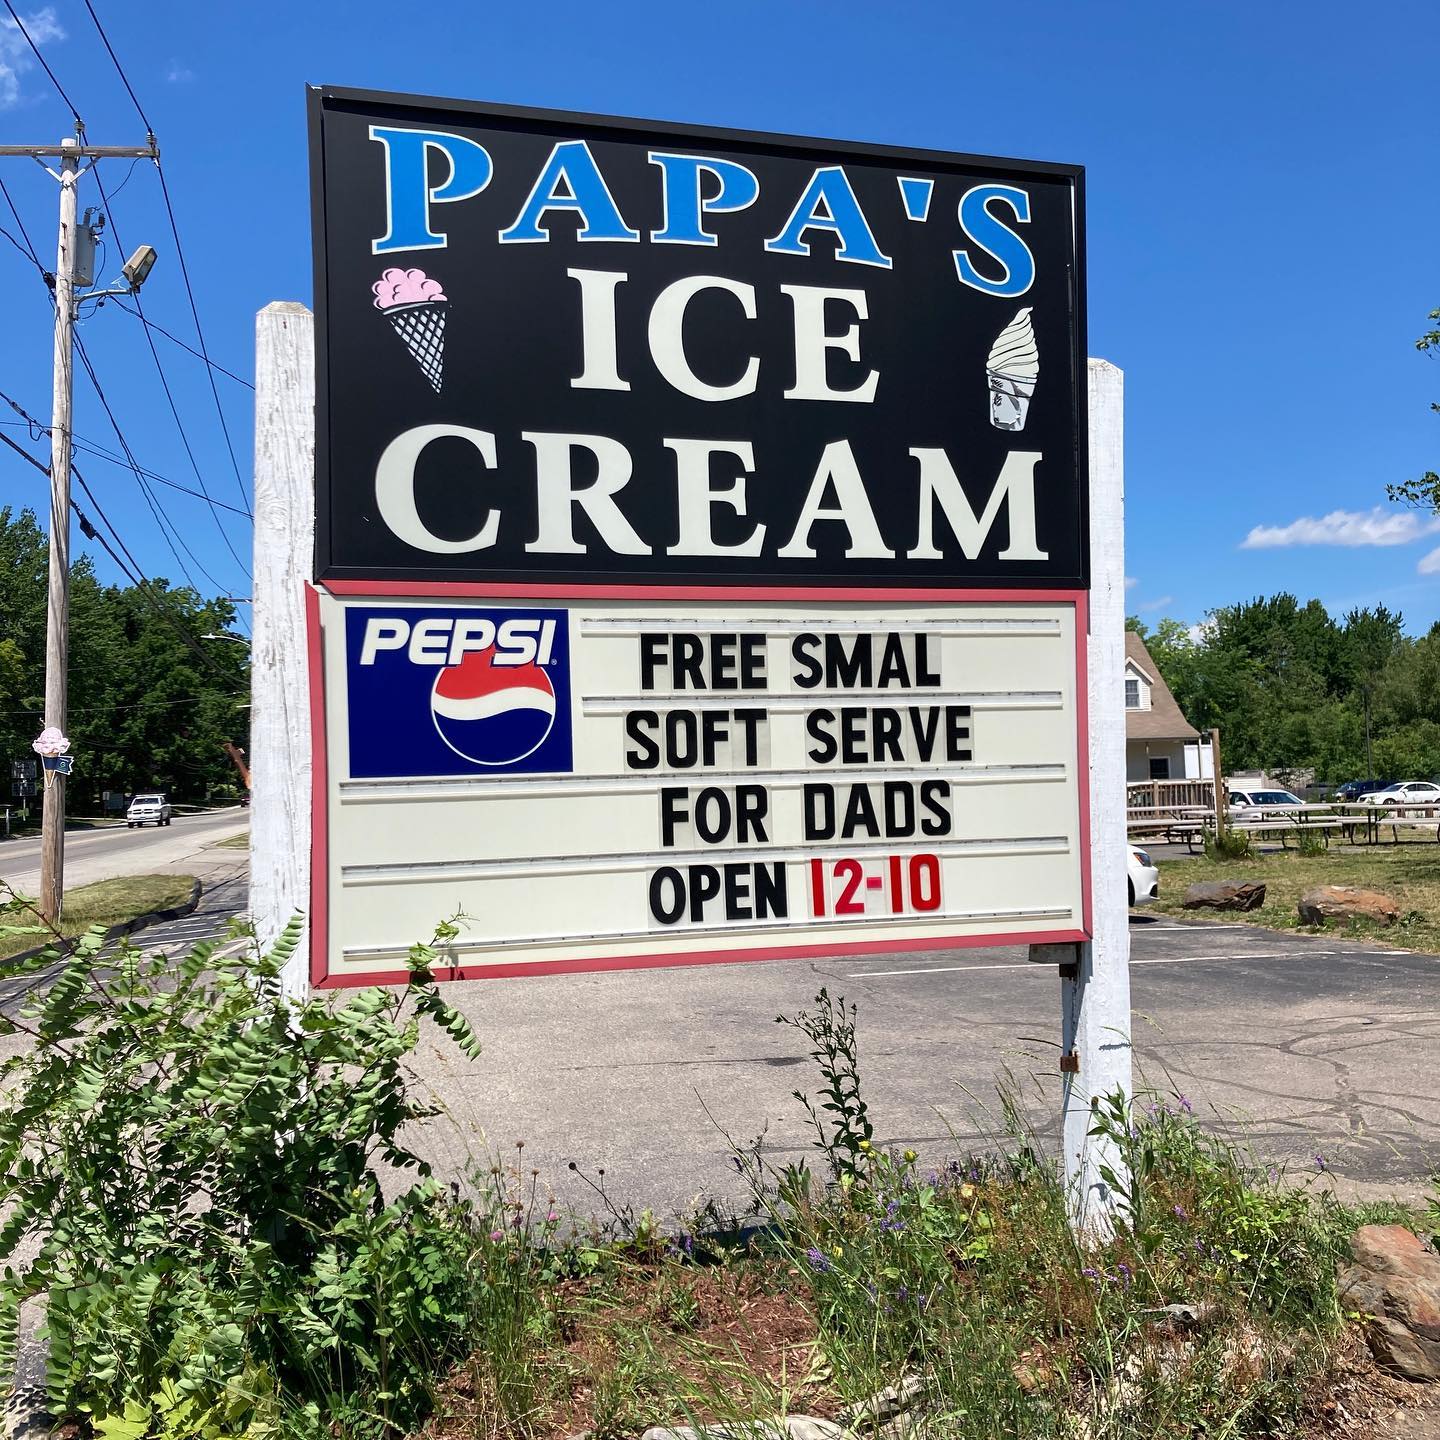 PAPA'S
ICE
CREAM
PEPSI
FREE SMAL
SOFT SERVE
FOR DADS
OPEN 12-10